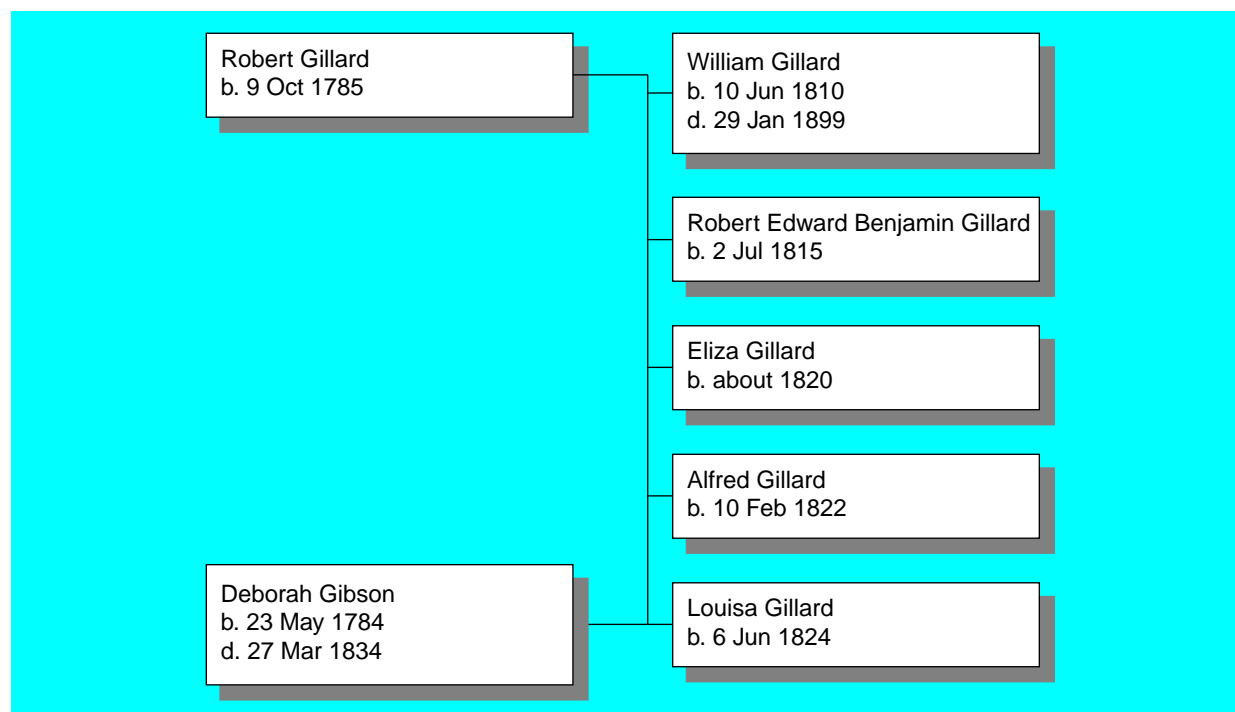 Robert Gillard
b. 9 Oct 1785
William Gillard
b. 10 Jun 1810
d. 29 Jan 1899
Robert Edward Benjamin Gillard
b. 2 Jul 1815
Eliza Gillard
b. about 1820
Alfred Gillard
b. 10 Feb 1822
Deborah Gibson
b. 23 May 1784
d. 27 Mar 1834
Louisa Gillard
b. 6 Jun 1824